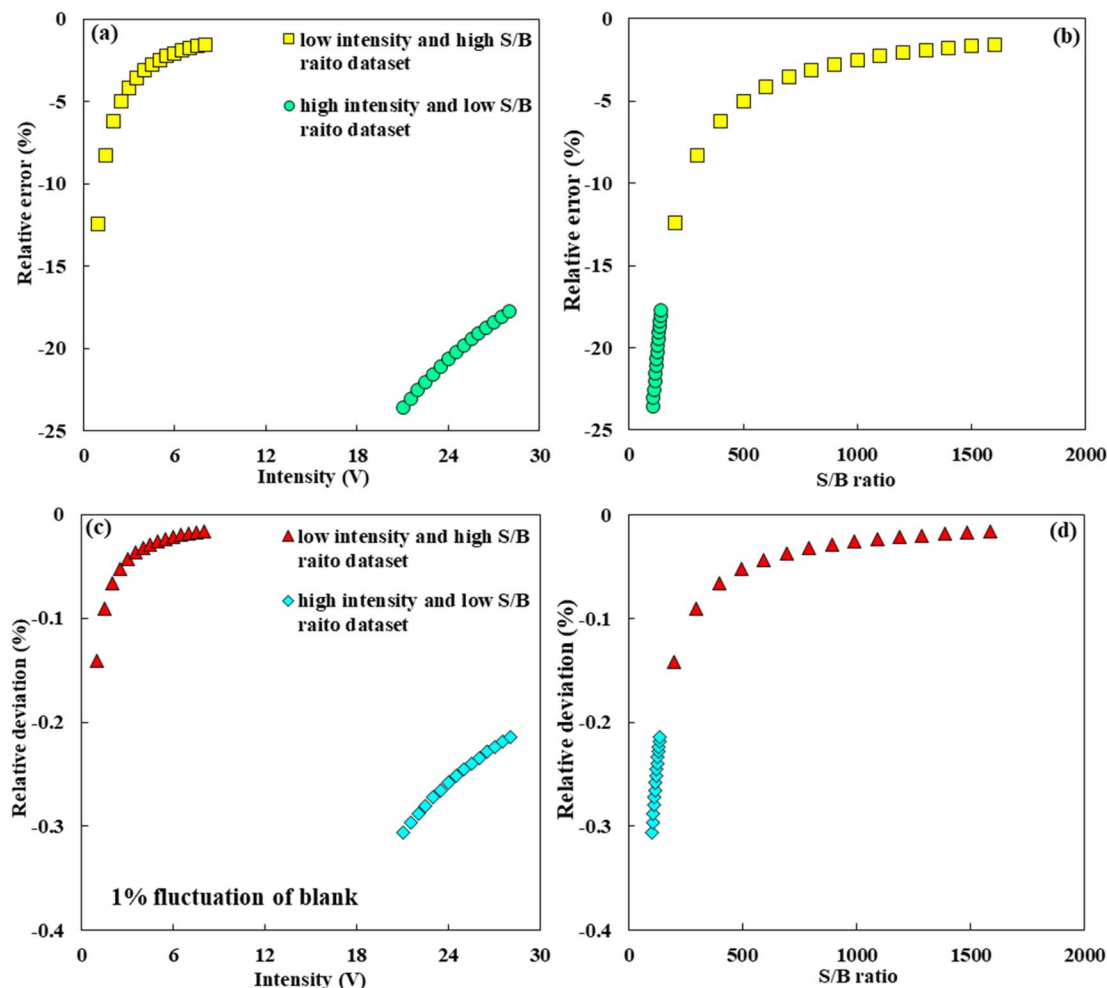 (a)
low intensity and high S/B
raito dataset
high intensity and low S/B
raito dataset
Relative error (%)
0
-5
-10
-15
-20
-25
0
6
12
18
24
30
Intensity (V)
(b)
Relative error (%)
0
-5
-10
-15
-20
-25
0
500
1000
1500
2000
S/B ratio
(c)
low intensity and high S/B
raito dataset
high intensity and low S/B
raito dataset
1% fluctuation of blank
Relative deviation (%)
0
-0.1
-0.2
-0.3
-0.4
0
6
12
18
24
30
Intensity (V)
(d)
Relative deviation (%)
0
-0.1
-0.2
-0.3
-0.4
0
500
1000
1500
2000
S/B ratio